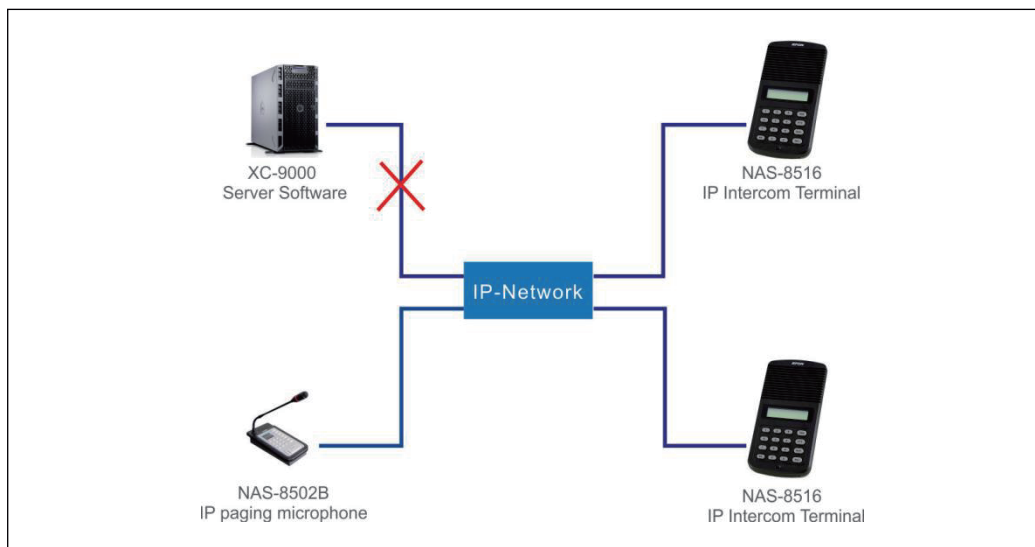 XC-9000
Server Software
NAS-8516
IP Intercom Terminal
IP-Network
NAS-8502B
IP paging microphone
NAS-8516
IP Intercom Terminal